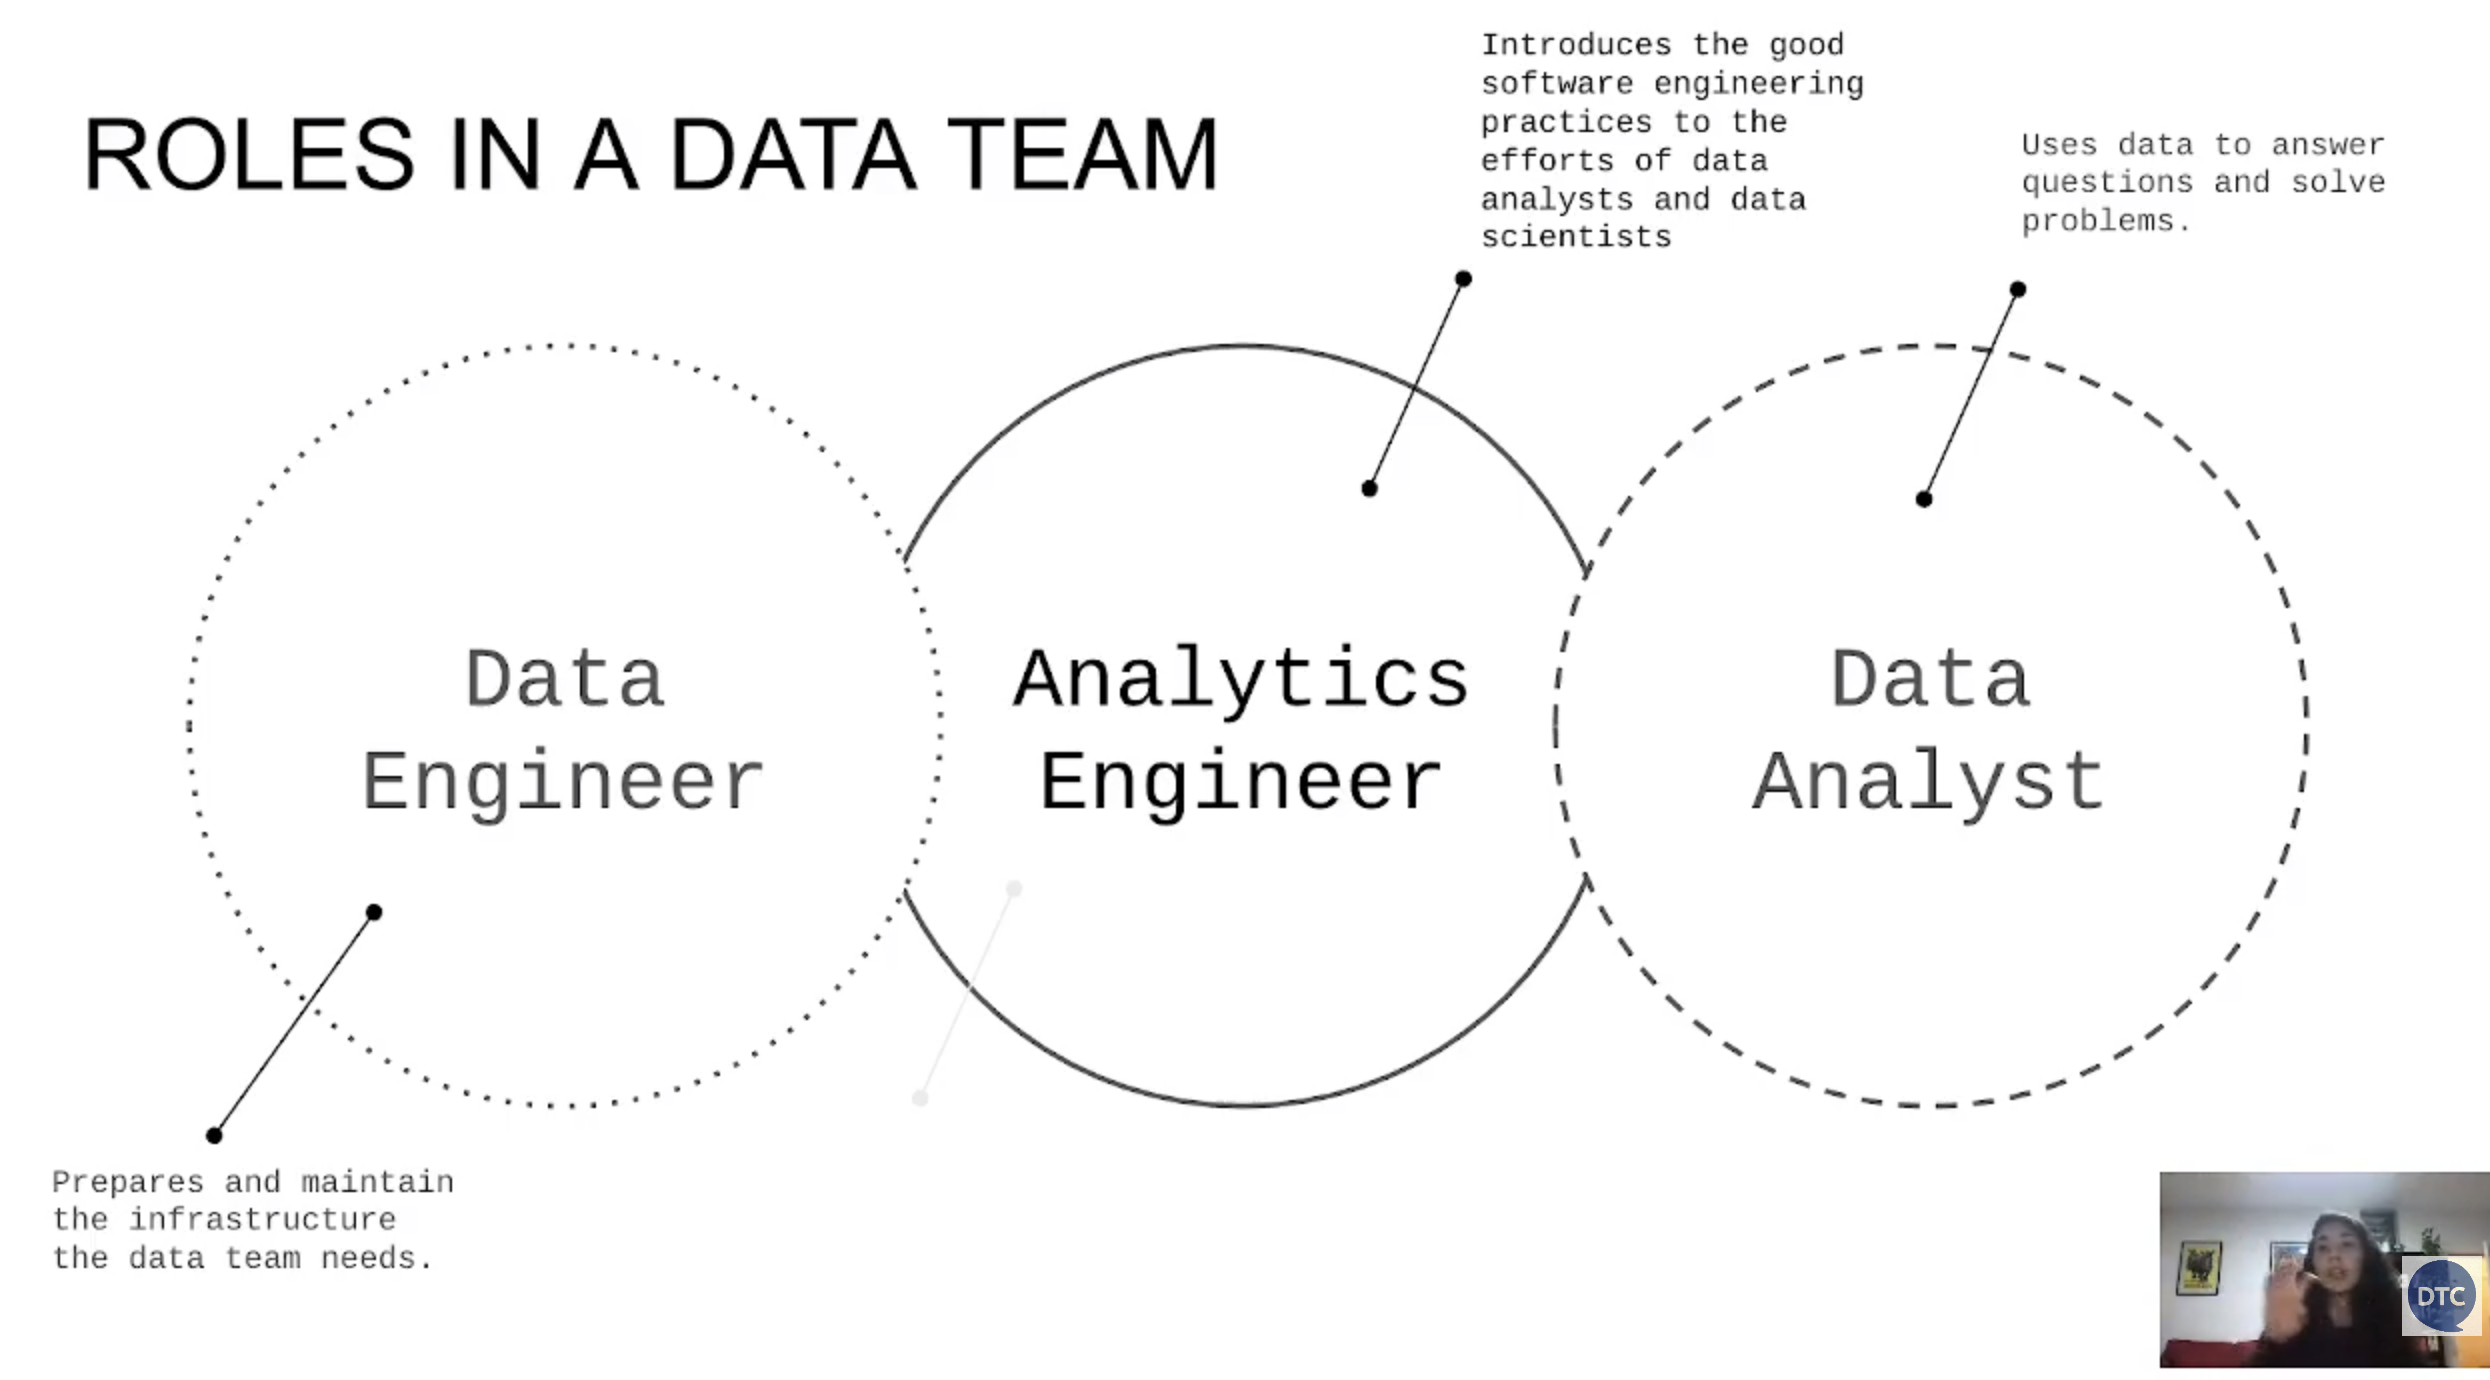 ROLES IN A DATA TEAM
Introduces the good
software engineering
practices to the
efforts of data
analysts and data
scientists
Uses data to answer
questions and solve
problems.
Data
Engineer
Analytics
Engineer
Data
Analyst
Prepares and maintain
the infrastructure
the data team needs.
DTC